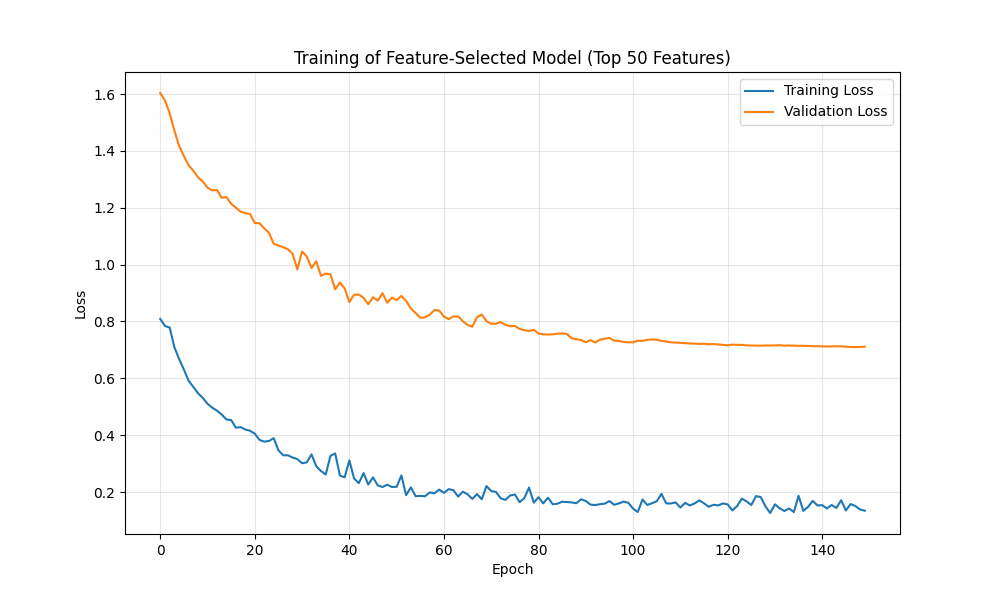 Training of Feature-Selected Model (Top 50 Features)
Training Loss
Validation Loss
1.6
1.4
1.2
1.0
0.8
0.6
0.4
0.2
Loss
0 20 40 60 80 100 120 140
Epoch